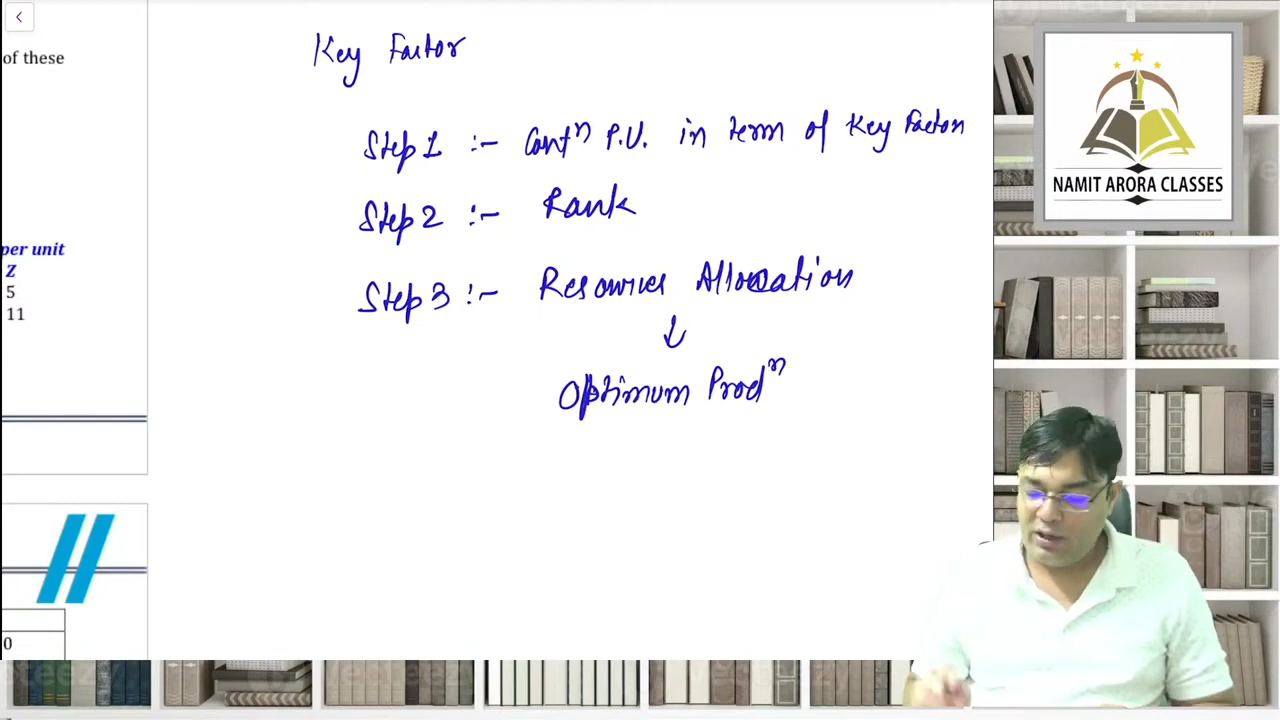 of these
per unit
Z
5
11
0
Key Factor
Step 1 :- Contⁿ P.U. in term of Key Factor
Step 2 :- Rank
Step 3 :- Resources Allocation
↓
Optimum Prodⁿ
NAMIT ARORA CLASSES